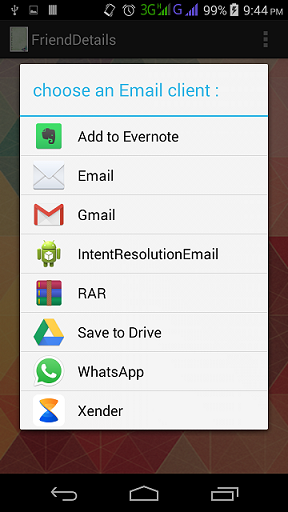 3G G 99% 9:44 PM
FriendDetails
choose an Email client :
Add to Evernote
Email
Gmail
IntentResolutionEmail
RAR
Save to Drive
WhatsApp
Xender